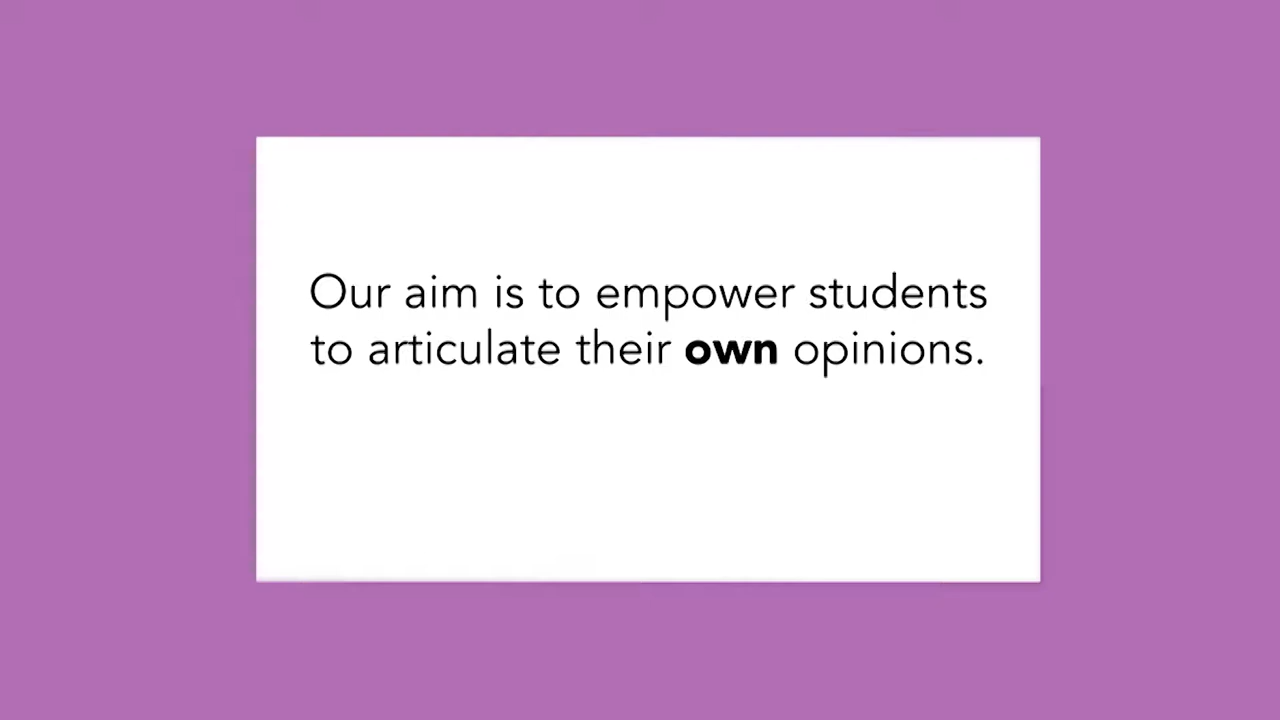 Our aim is to empower students
to articulate their own opinions.